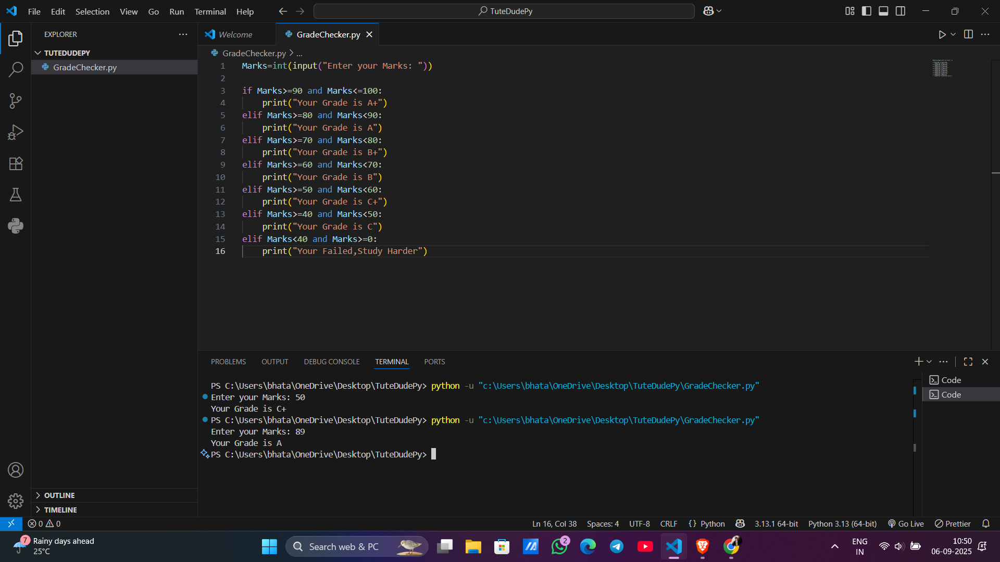 File Edit Selection View Go Run Terminal Help
TuteDudePy
EXPLORER
TUTEDUDEPY
GradeChecker.py
OUTLINE
TIMELINE
Welcome
GradeChecker.py
GradeChecker.py > ...
1 Marks=int(input("Enter your Marks: "))
2
3 if Marks>=90 and Marks<=100:
4 print("Your Grade is A+")
5 elif Marks>=80 and Marks<90:
6 print("Your Grade is A")
7 elif Marks>=70 and Marks<80:
8 print("Your Grade is B+")
9 elif Marks>=60 and Marks<70:
10 print("Your Grade is B")
11 elif Marks>=50 and Marks<60:
12 print("Your Grade is C+")
13 elif Marks>=40 and Marks<50:
14 print("Your Grade is C")
15 elif Marks<40 and Marks>=0:
16 print("Your Failed,Study Harder")
PROBLEMS OUTPUT DEBUG CONSOLE TERMINAL PORTS
PS C:\Users\bhata\OneDrive\Desktop\TuteDudePy> python -u "c:\Users\bhata\OneDrive\Desktop\TuteDudePy\GradeChecker.py"
Enter your Marks: 50
Your Grade is C+
PS C:\Users\bhata\OneDrive\Desktop\TuteDudePy> python -u "c:\Users\bhata\OneDrive\Desktop\TuteDudePy\GradeChecker.py"
Enter your Marks: 89
Your Grade is A
PS C:\Users\bhata\OneDrive\Desktop\TuteDudePy>
Code
Code
0 0
Ln 16, Col 38 Spaces: 4 UTF-8 CRLF {} Python 3.13.1 64-bit Python 3.13 (64-bit) Go Live Prettier
7
Rainy days ahead
25°C
Search web & PC
2
ENG
IN
10:50
06-09-2025